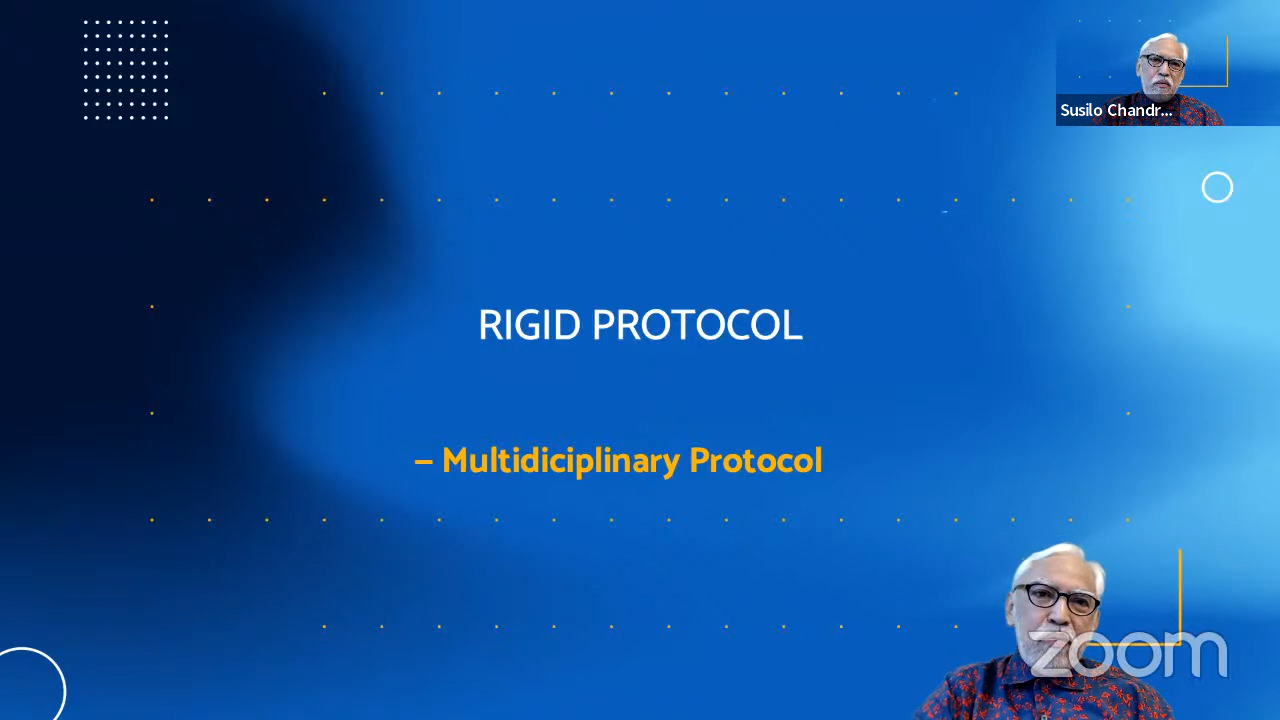 Susilo Chandr...
RIGID PROTOCOL
– Multidiciplinary Protocol
zoom